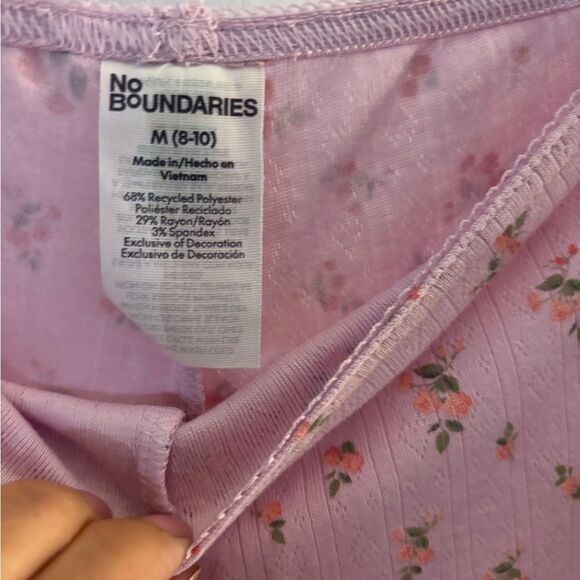 No
BOUNDARIES
M (8-10)
Made in/Hecho en
Vietnam
68% Recycled Polyester
Poliéster Reciclado
29% Rayon/Rayón
3% Spandex
Exclusive of Decoration
Exclusivo de Decoración